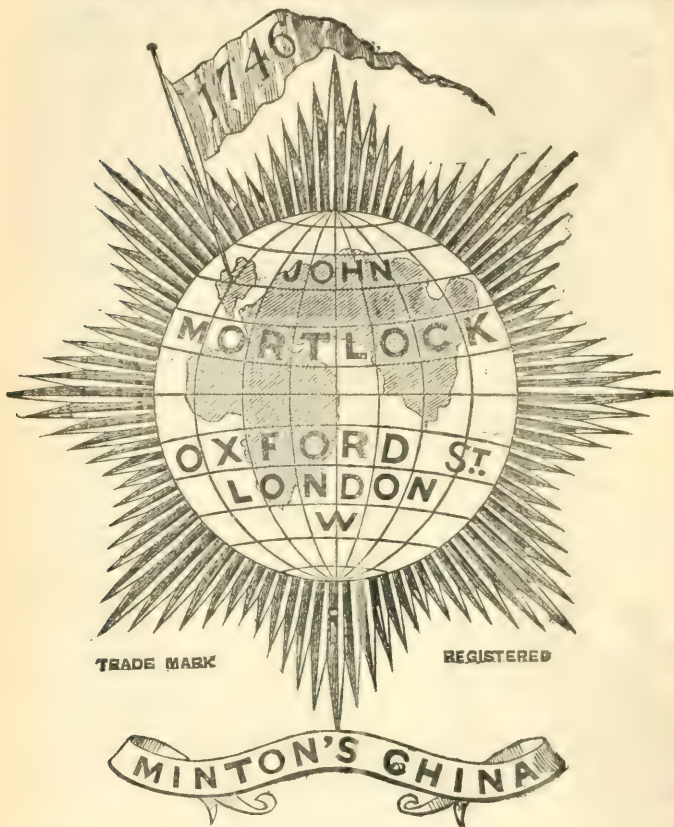 1746
JOHN
MORTLOCK
OXFORD ST.
LONDON
W
TRADE MARK REGISTERED
MINTON'S CHINA